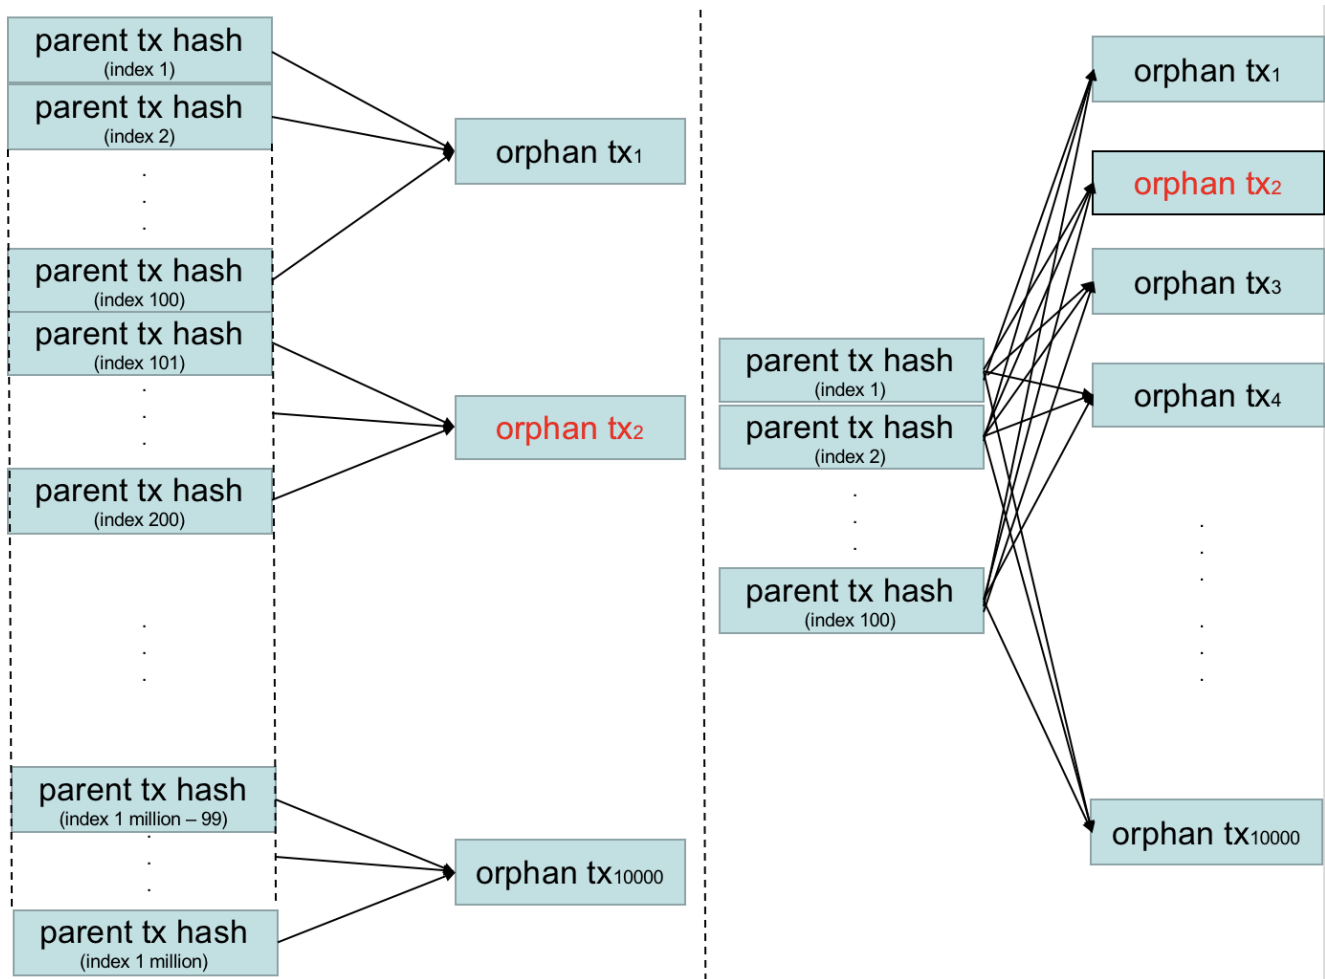 parent tx hash
(index 1)
parent tx hash
(index 2)
parent tx hash
(index 100)
parent tx hash
(index 101)
parent tx hash
(index 200)
parent tx hash
(index 1 million – 99)
parent tx hash
(index 1 million)
orphan tx1
orphan tx2
orphan tx10000
parent tx hash
(index 1)
parent tx hash
(index 2)
parent tx hash
(index 100)
orphan tx1
orphan tx2
orphan tx3
orphan tx4
orphan tx10000